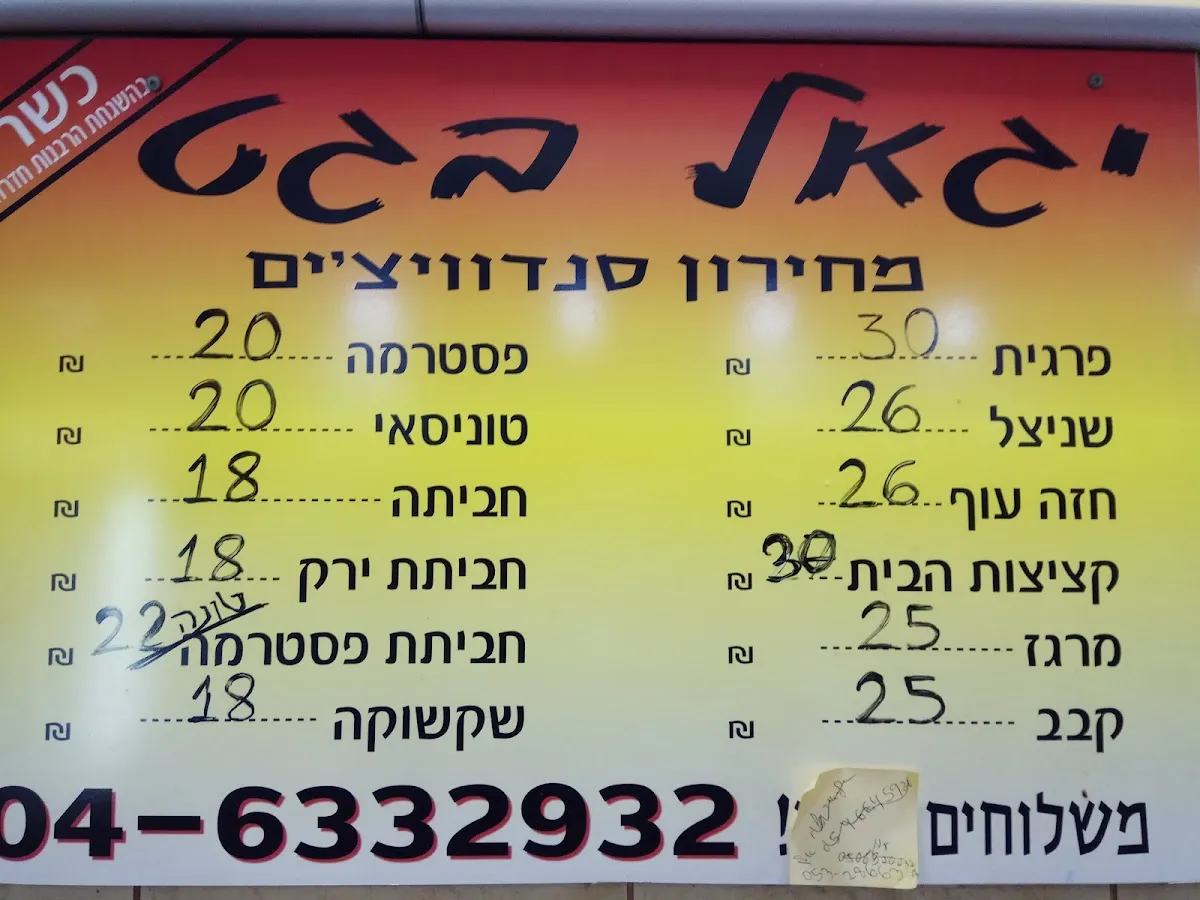 כשר
בהשגחת הרבנות
יגאל בגט
מחירון סנדוויצ'ים
פרגית 30 ₪
שניצל 26 ₪
חזה עוף 26 ₪
קציצות הבית 30 ₪
מרגז 25 ₪
קבב 25 ₪
פסטרמה 20 ₪
טוניסאי 20 ₪
חביתה 18 ₪
חביתת ירק 18 ₪
חביתת פסטרמה טונה 22 ₪
שקשוקה 18 ₪
משלוחים ! 04-6332932